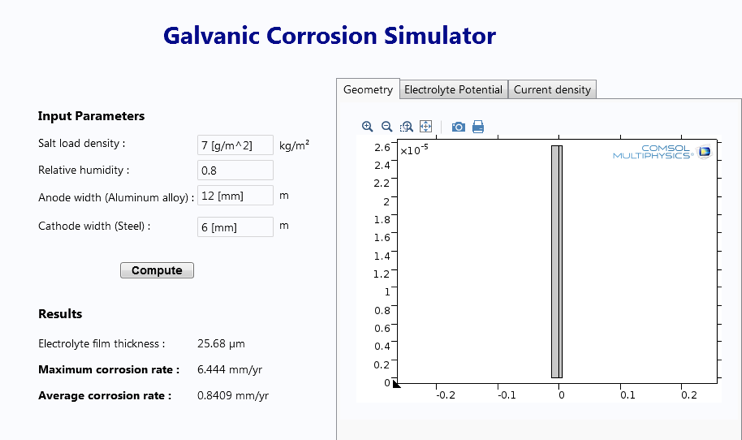 Galvanic Corrosion Simulator
Input Parameters
Salt load density : 7 [g/m^2] kg/m²
Relative humidity : 0.8
Anode width (Aluminum alloy) : 12 [mm] m
Cathode width (Steel) : 6 [mm] m
Compute
Results
Electrolyte film thickness : 25.68 µm
Maximum corrosion rate : 6.444 mm/yr
Average corrosion rate : 0.8409 mm/yr
Geometry Electrolyte Potential Current density
×10⁻⁵
COMSOL
MULTIPHYSICS®
2.6
2.4
2.2
2
1.8
1.6
1.4
1.2
1
0.8
0.6
0.4
0.2
0
-0.2 -0.1 0 0.1 0.2